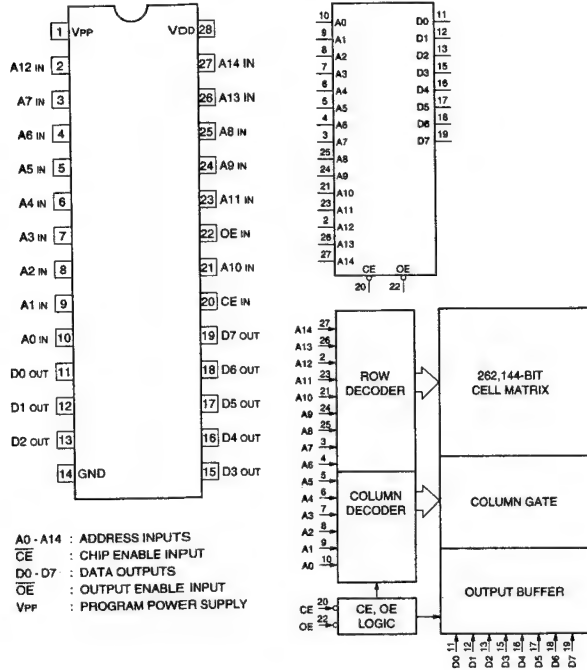 1 VPP VDD 28
A12 IN 2 27 A14 IN
A7 IN 3 26 A13 IN
A6 IN 4 25 A8 IN
A5 IN 5 24 A9 IN
A4 IN 6 23 A11 IN
A3 IN 7 22 OE IN
A2 IN 8 21 A10 IN
A1 IN 9 20 CE IN
A0 IN 10 19 D7 OUT
D0 OUT 11 18 D6 OUT
D1 OUT 12 17 D5 OUT
D2 OUT 13 16 D4 OUT
14 GND 15 D3 OUT
A0 - A14 : ADDRESS INPUTS
CE : CHIP ENABLE INPUT
D0 - D7 : DATA OUTPUTS
OE : OUTPUT ENABLE INPUT
VPP : PROGRAM POWER SUPPLY
10 A0 D0 11
9 A1 D1 12
8 A2 D2 13
7 A3 D3 15
6 A4 D4 16
5 A5 D5 17
4 A6 D6 18
3 A7 D7 19
25 A8
24 A9
21 A10
23 A11
2 A12
26 A13
27 A14
CE OE
20 22
A14 27
A13 26
A12 2
A11 23
A10 21
A9 24
A8 25
A7 3
A6 4
A5 5
A4 6
A3 7
A2 8
A1 9
A0 10
ROW
DECODER
COLUMN
DECODER
262,144-BIT
CELL MATRIX
COLUMN GATE
OUTPUT BUFFER
CE 20
OE 22
CE, OE
LOGIC
11 12 13 15 16 17 18 19
D0 D1 D2 D3 D4 D5 D6 D7